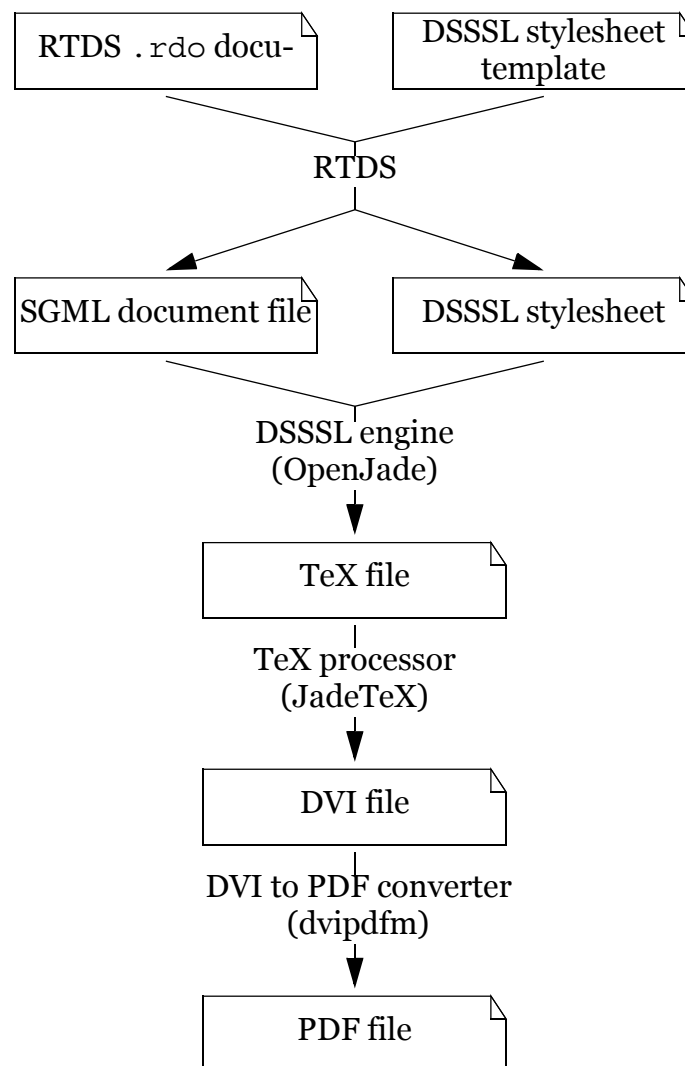 RTDS .rdo docu-
DSSSL stylesheet
template
RTDS
SGML document file
DSSSL stylesheet
DSSSL engine
(OpenJade)
TeX file
TeX processor
(JadeTeX)
DVI file
DVI to PDF converter
(dvipdfm)
PDF file